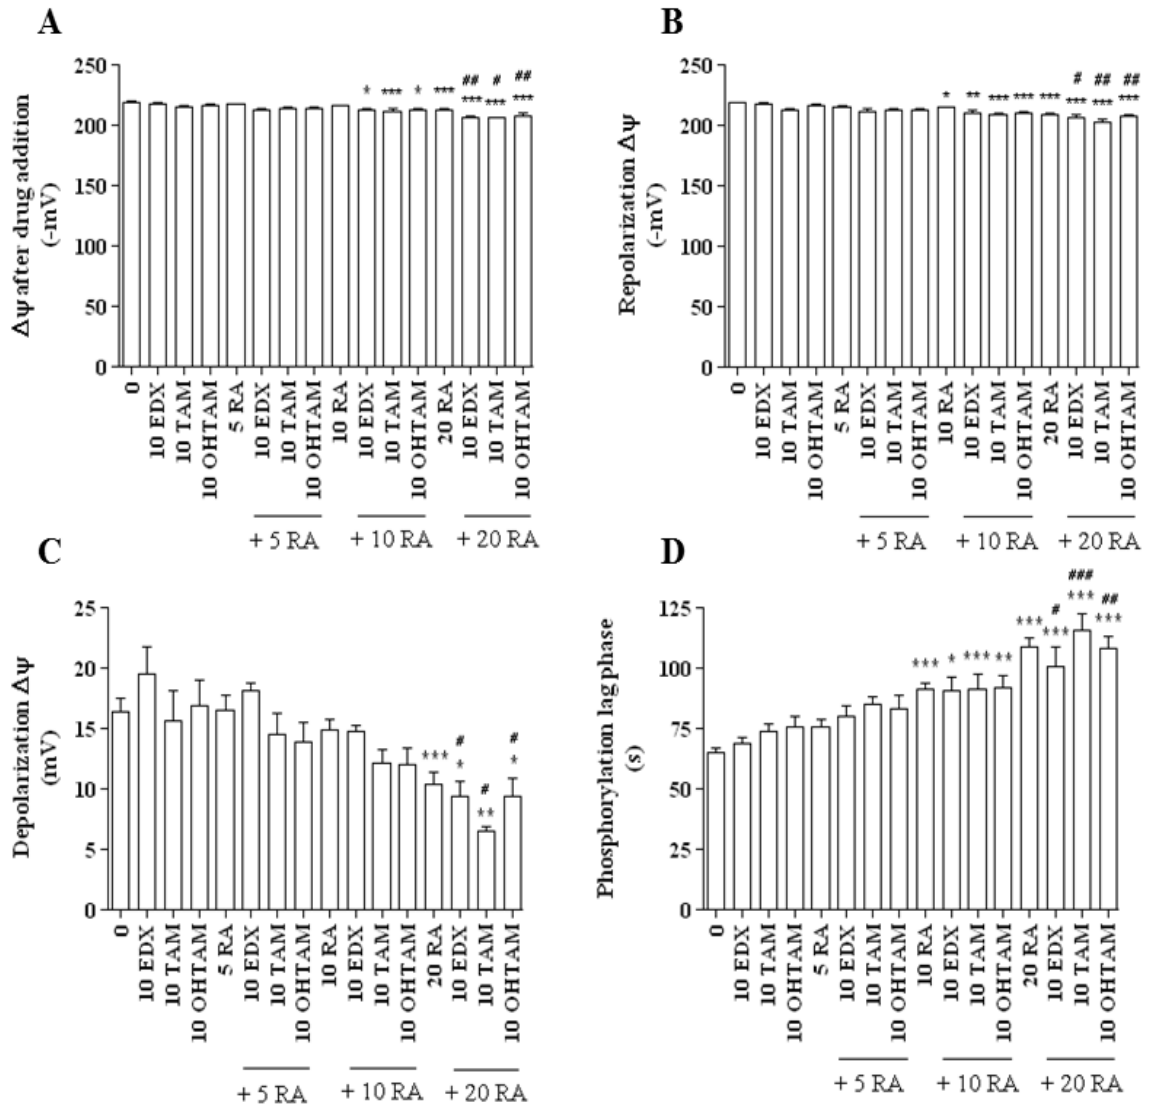 A
Δψ after drug addition
(-mV)
250
200
150
100
50
0
* *** * *** ## *** # *** ## ***
0
10 EDX
10 TAM
10 OHTAM
5 RA
10 EDX
10 TAM
10 OHTAM
10 RA
10 EDX
10 TAM
10 OHTAM
20 RA
10 EDX
10 TAM
10 OHTAM
+ 5 RA
+ 10 RA
+ 20 RA
B
Repolarization Δψ
(-mV)
250
200
150
100
50
0
* ** *** *** *** # *** ## *** ## ***
0
10 EDX
10 TAM
10 OHTAM
5 RA
10 EDX
10 TAM
10 OHTAM
10 RA
10 EDX
10 TAM
10 OHTAM
20 RA
10 EDX
10 TAM
10 OHTAM
+ 5 RA
+ 10 RA
+ 20 RA
C
Depolarization Δψ
(mV)
25
20
15
10
5
0
*** # * # ** # *
0
10 EDX
10 TAM
10 OHTAM
5 RA
10 EDX
10 TAM
10 OHTAM
10 RA
10 EDX
10 TAM
10 OHTAM
20 RA
10 EDX
10 TAM
10 OHTAM
+ 5 RA
+ 10 RA
+ 20 RA
D
Phosphorylation lag phase
(s)
125
100
75
50
25
0
*** * *** ** *** # *** ### *** ## ***
0
10 EDX
10 TAM
10 OHTAM
5 RA
10 EDX
10 TAM
10 OHTAM
10 RA
10 EDX
10 TAM
10 OHTAM
20 RA
10 EDX
10 TAM
10 OHTAM
+ 5 RA
+ 10 RA
+ 20 RA